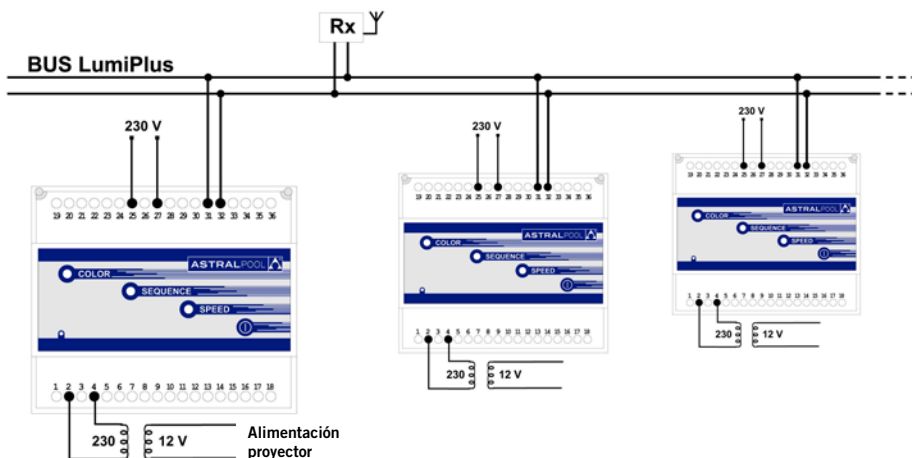 Rx
BUS LumiPlus
230 V
19 20 21 22 23 24 25 26 27 28 29 30 31 32 33 34 35 36
ASTRALPOOL
COLOR
SEQUENCE
SPEED
1 2 3 4 5 6 7 8 9 10 11 12 13 14 15 16 17 18
230
12 V
Alimentación
proyector
230 V
19 20 21 22 23 24 25 26 27 28 29 30 31 32 33 34 35 36
ASTRALPOOL
COLOR
SEQUENCE
SPEED
1 2 3 4 5 6 7 8 9 10 11 12 13 14 15 16 17 18
230
12 V
230 V
19 20 21 22 23 24 25 26 27 28 29 30 31 32 33 34 35 36
ASTRALPOOL
COLOR
SEQUENCE
SPEED
1 2 3 4 5 6 7 8 9 10 11 12 13 14 15 16 17 18
230
12 V